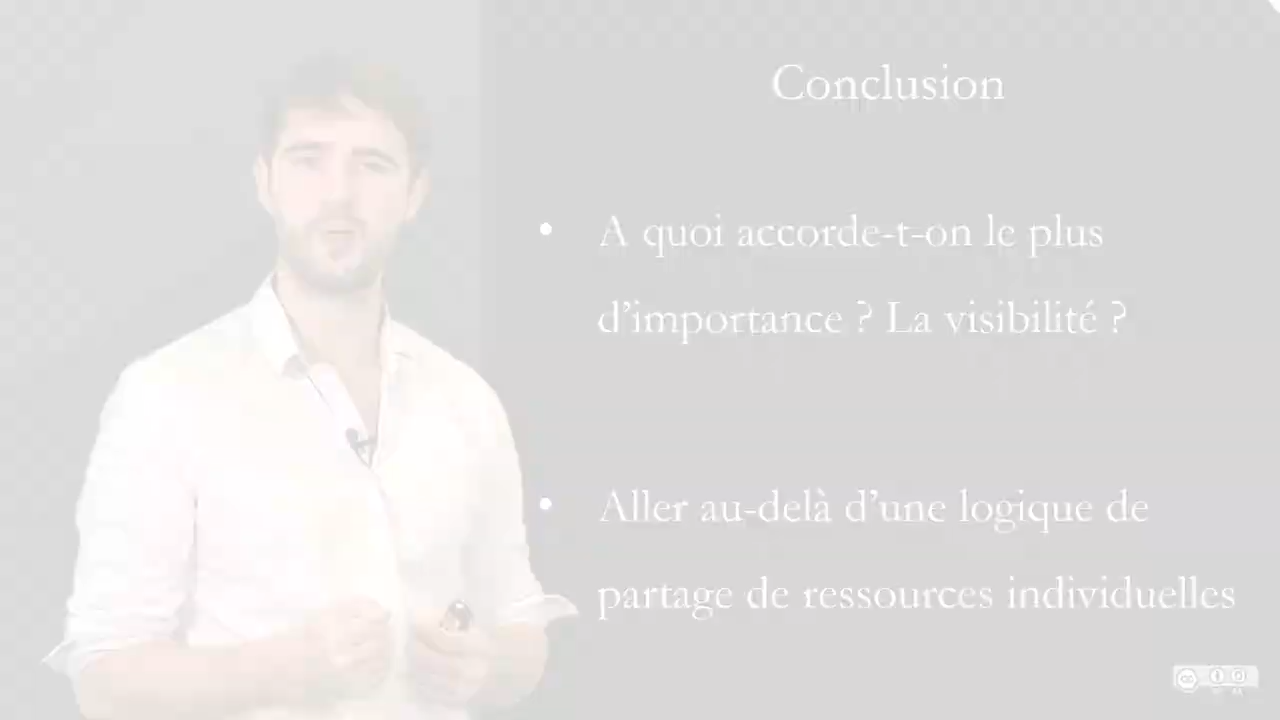 Conclusion
• A quoi accorde-t-on le plus
d’importance ? La visibilité ?
• Aller au-delà d’une logique de
partage de ressources individuelles